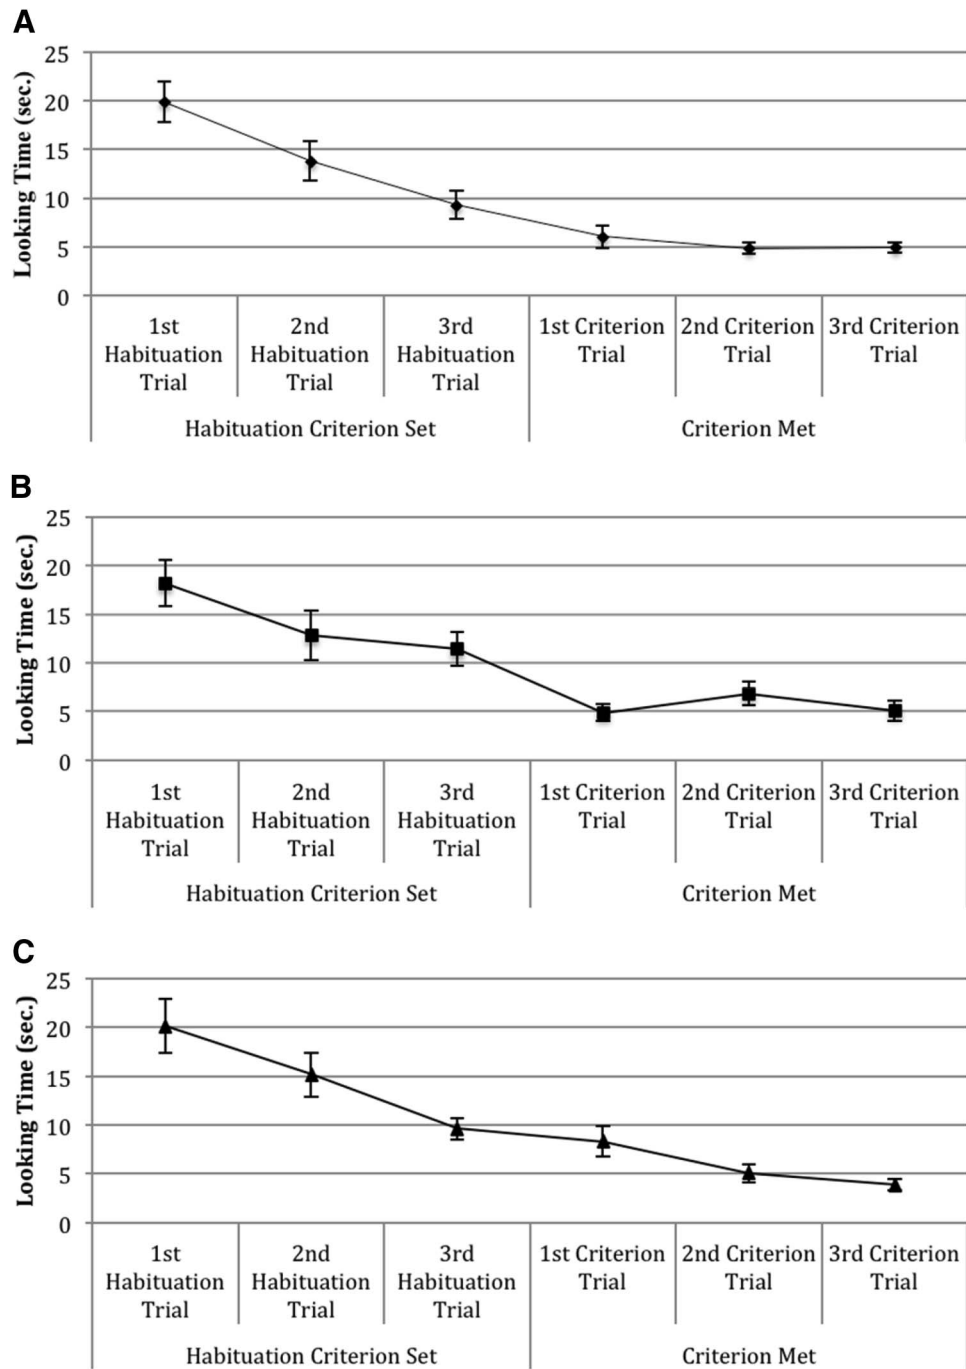 A
Looking Time (sec.)
25
20
15
10
5
0
1st Habituation Trial
2nd Habituation Trial
3rd Habituation Trial
1st Criterion Trial
2nd Criterion Trial
3rd Criterion Trial
Habituation Criterion Set
Criterion Met
B
Looking Time (sec.)
25
20
15
10
5
0
1st Habituation Trial
2nd Habituation Trial
3rd Habituation Trial
1st Criterion Trial
2nd Criterion Trial
3rd Criterion Trial
Habituation Criterion Set
Criterion Met
C
Looking Time (sec.)
25
20
15
10
5
0
1st Habituation Trial
2nd Habituation Trial
3rd Habituation Trial
1st Criterion Trial
2nd Criterion Trial
3rd Criterion Trial
Habituation Criterion Set
Criterion Met